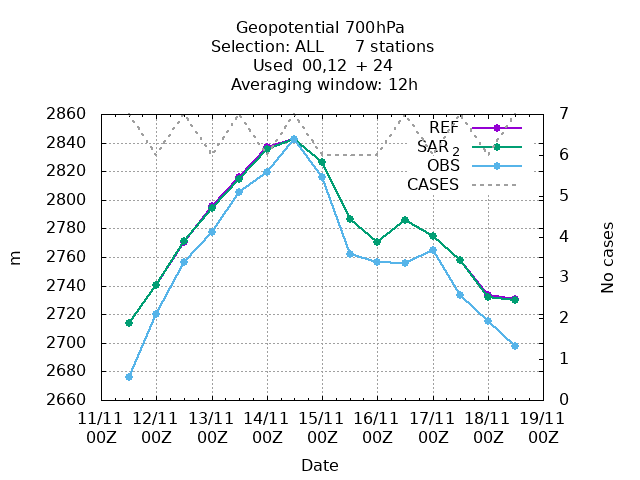 Geopotential 700hPa
Selection: ALL      7 stations
Used  00,12  + 24
Averaging window: 12h
2860
2840
2820
2800
2780
2760
2740
2720
2700
2680
2660
m
7
6
5
4
3
2
1
0
No cases
REF
SAR 2
OBS
CASES
11/11 12/11 13/11 14/11 15/11 16/11 17/11 18/11 19/11
00Z 00Z 00Z 00Z 00Z 00Z 00Z 00Z 00Z
Date